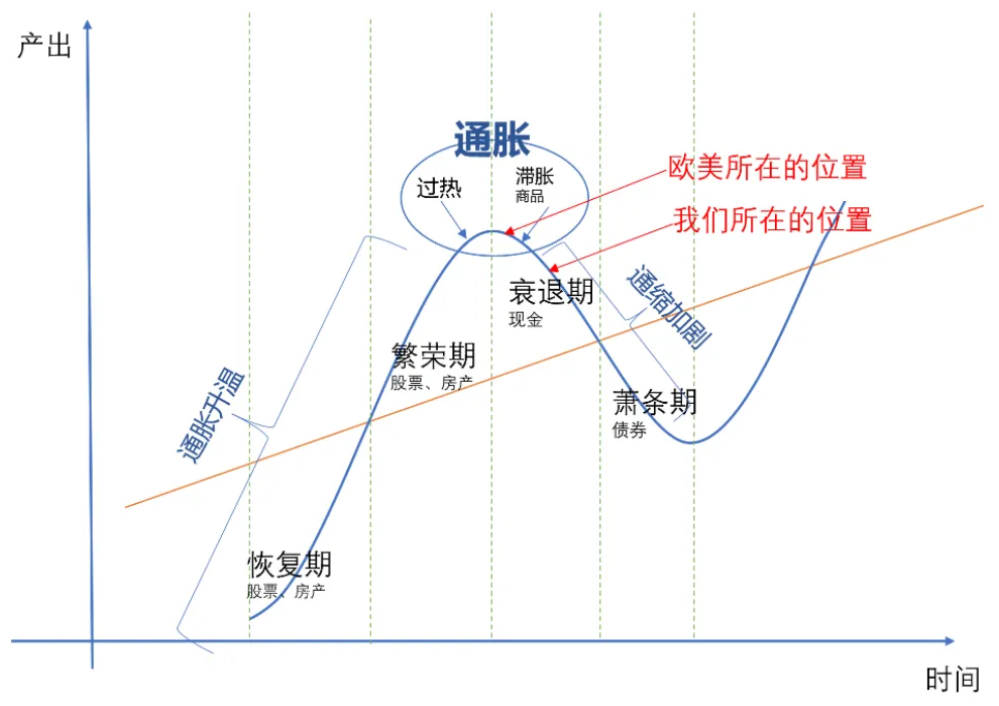 产出
通胀
过热
滞胀
商品
欧美所在的位置
我们所在的位置
衰退期
现金
通缩加剧
繁荣期
股票、房产
通胀升温
萧条期
债券
恢复期
股票、房产
时间